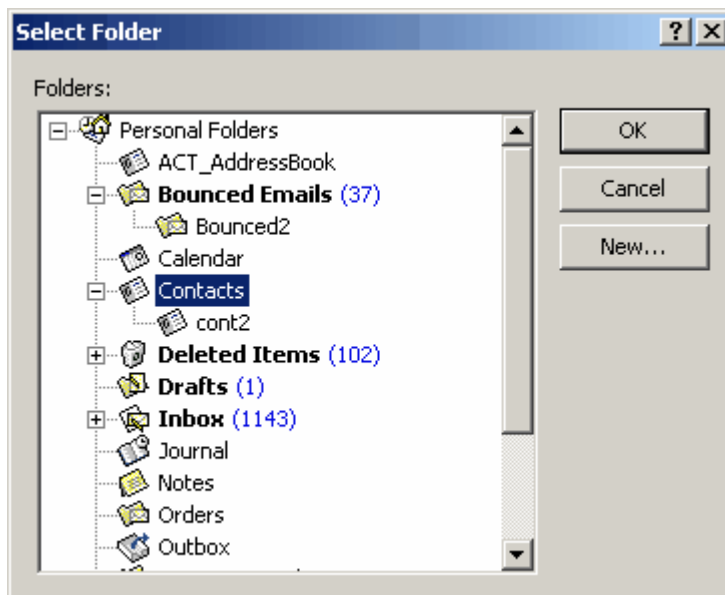 Select Folder
Folders:
Personal Folders
ACT_AddressBook
Bounced Emails (37)
Bounced2
Calendar
Contacts
cont2
Deleted Items (102)
Drafts (1)
Inbox (1143)
Journal
Notes
Orders
Outbox
OK
Cancel
New...